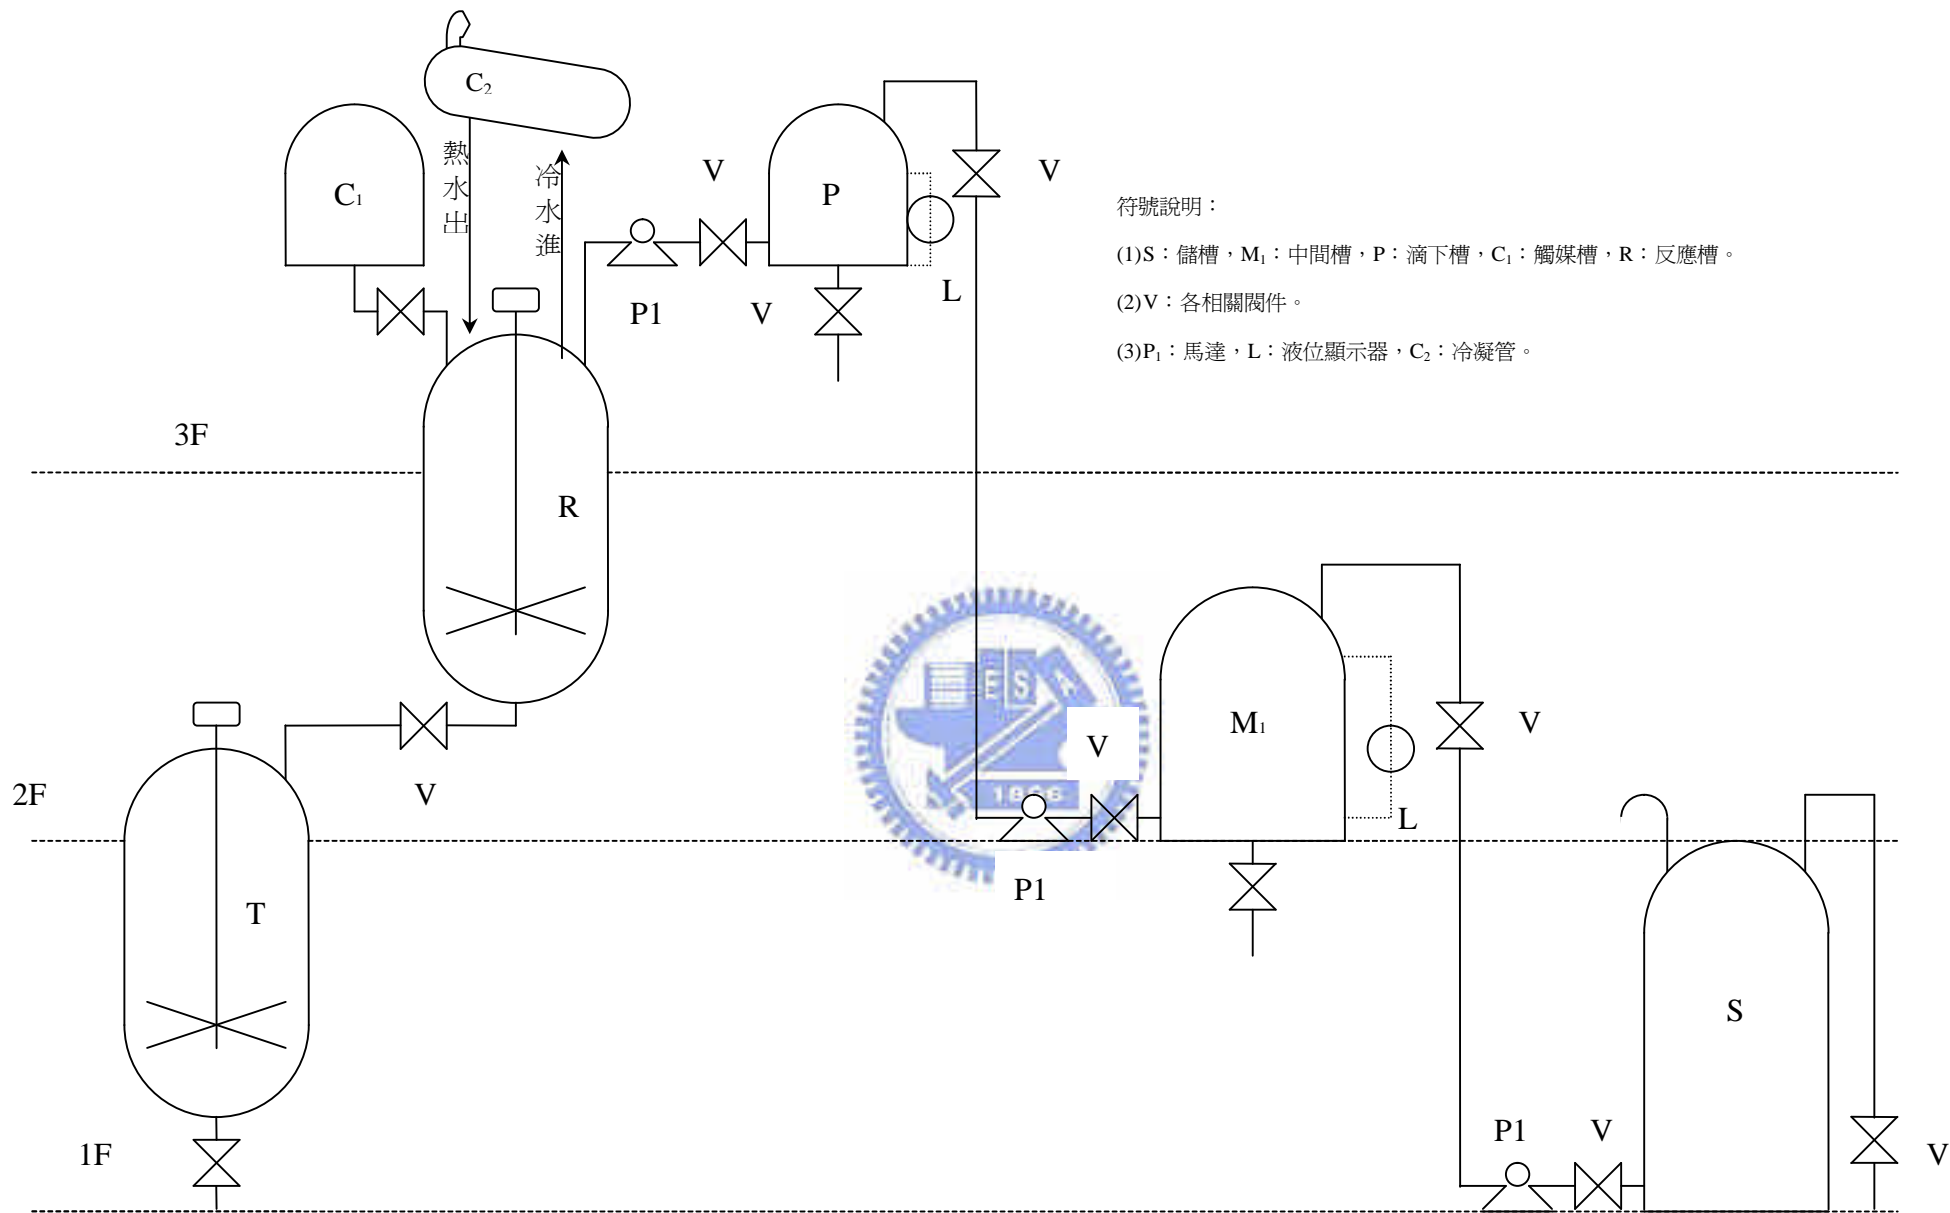 C₂
熱水出
冷水進
C₁
V
P
V
符號說明：
(1)S：儲槽，M₁：中間槽，P：滴下槽，C₁：觸媒槽，R：反應槽。
(2)V：各相關閥件。
(3)P₁：馬達，L：液位顯示器，C₂：冷凝管。
P1
V
L
3F
R
E S A
1896
M₁
V
V
2F
V
L
P1
T
S
1F
P1
V
V